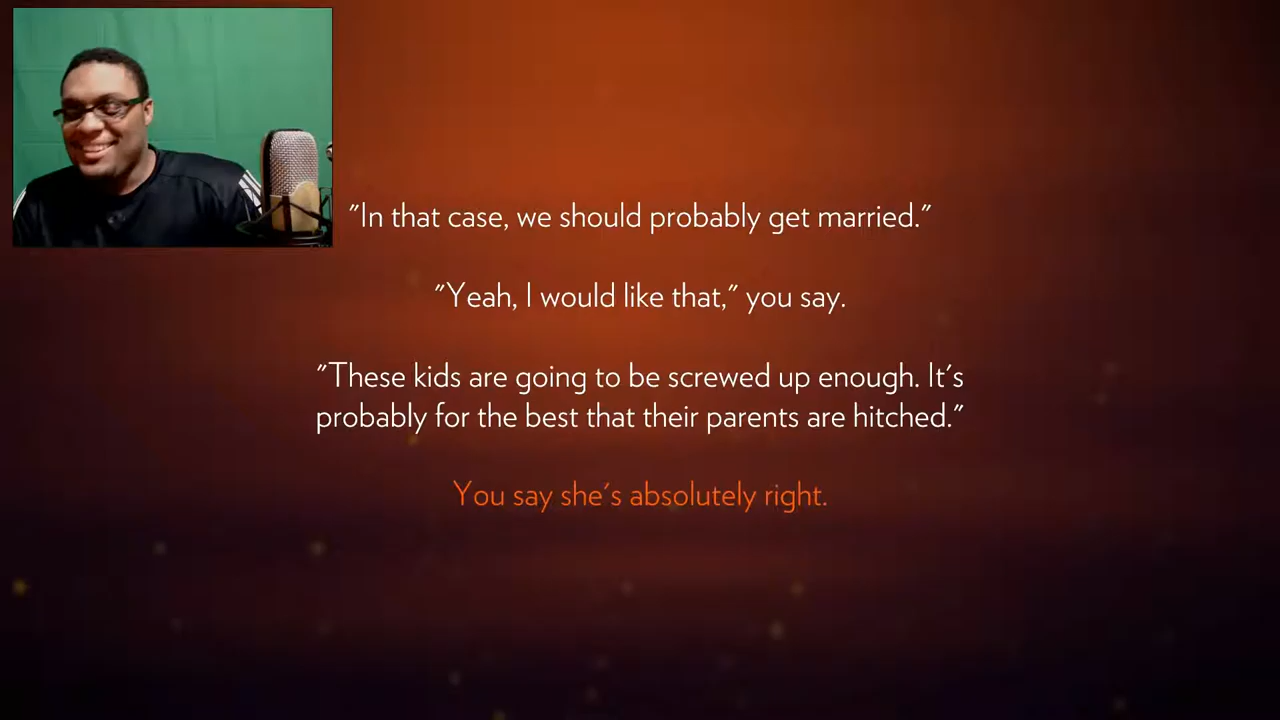 "In that case, we should probably get married."
"Yeah, I would like that," you say.
"These kids are going to be screwed up enough. It's
probably for the best that their parents are hitched."
You say she's absolutely right.